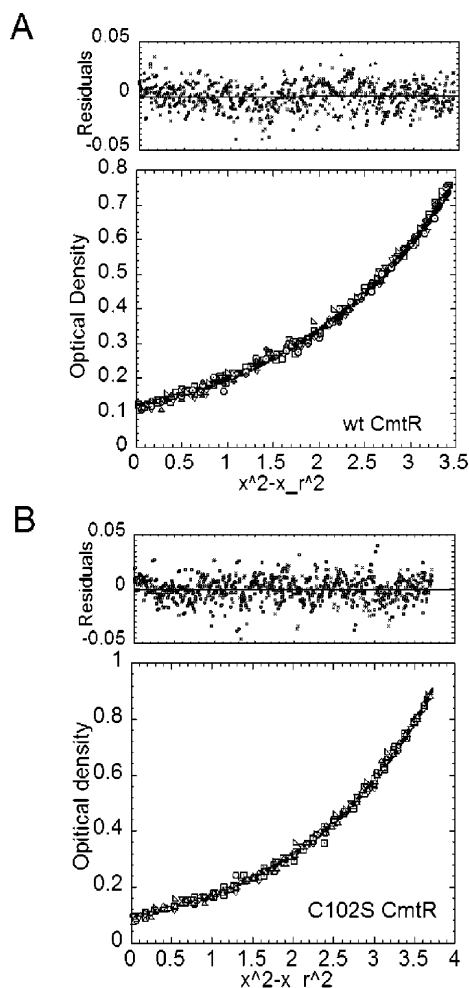 A
0.05
0
-0.05
Residuals
0.8
0.7
0.6
0.5
0.4
0.3
0.2
0.1
0
Optical Density
wt CmtR
0 0.5 1 1.5 2 2.5 3 3.5
x^2-x_r^2
B
0.05
0
-0.05
Residuals
1
0.8
0.6
0.4
0.2
0
Opitical density
C102S CmtR
0 0.5 1 1.5 2 2.5 3 3.5 4
x^2-x_r^2